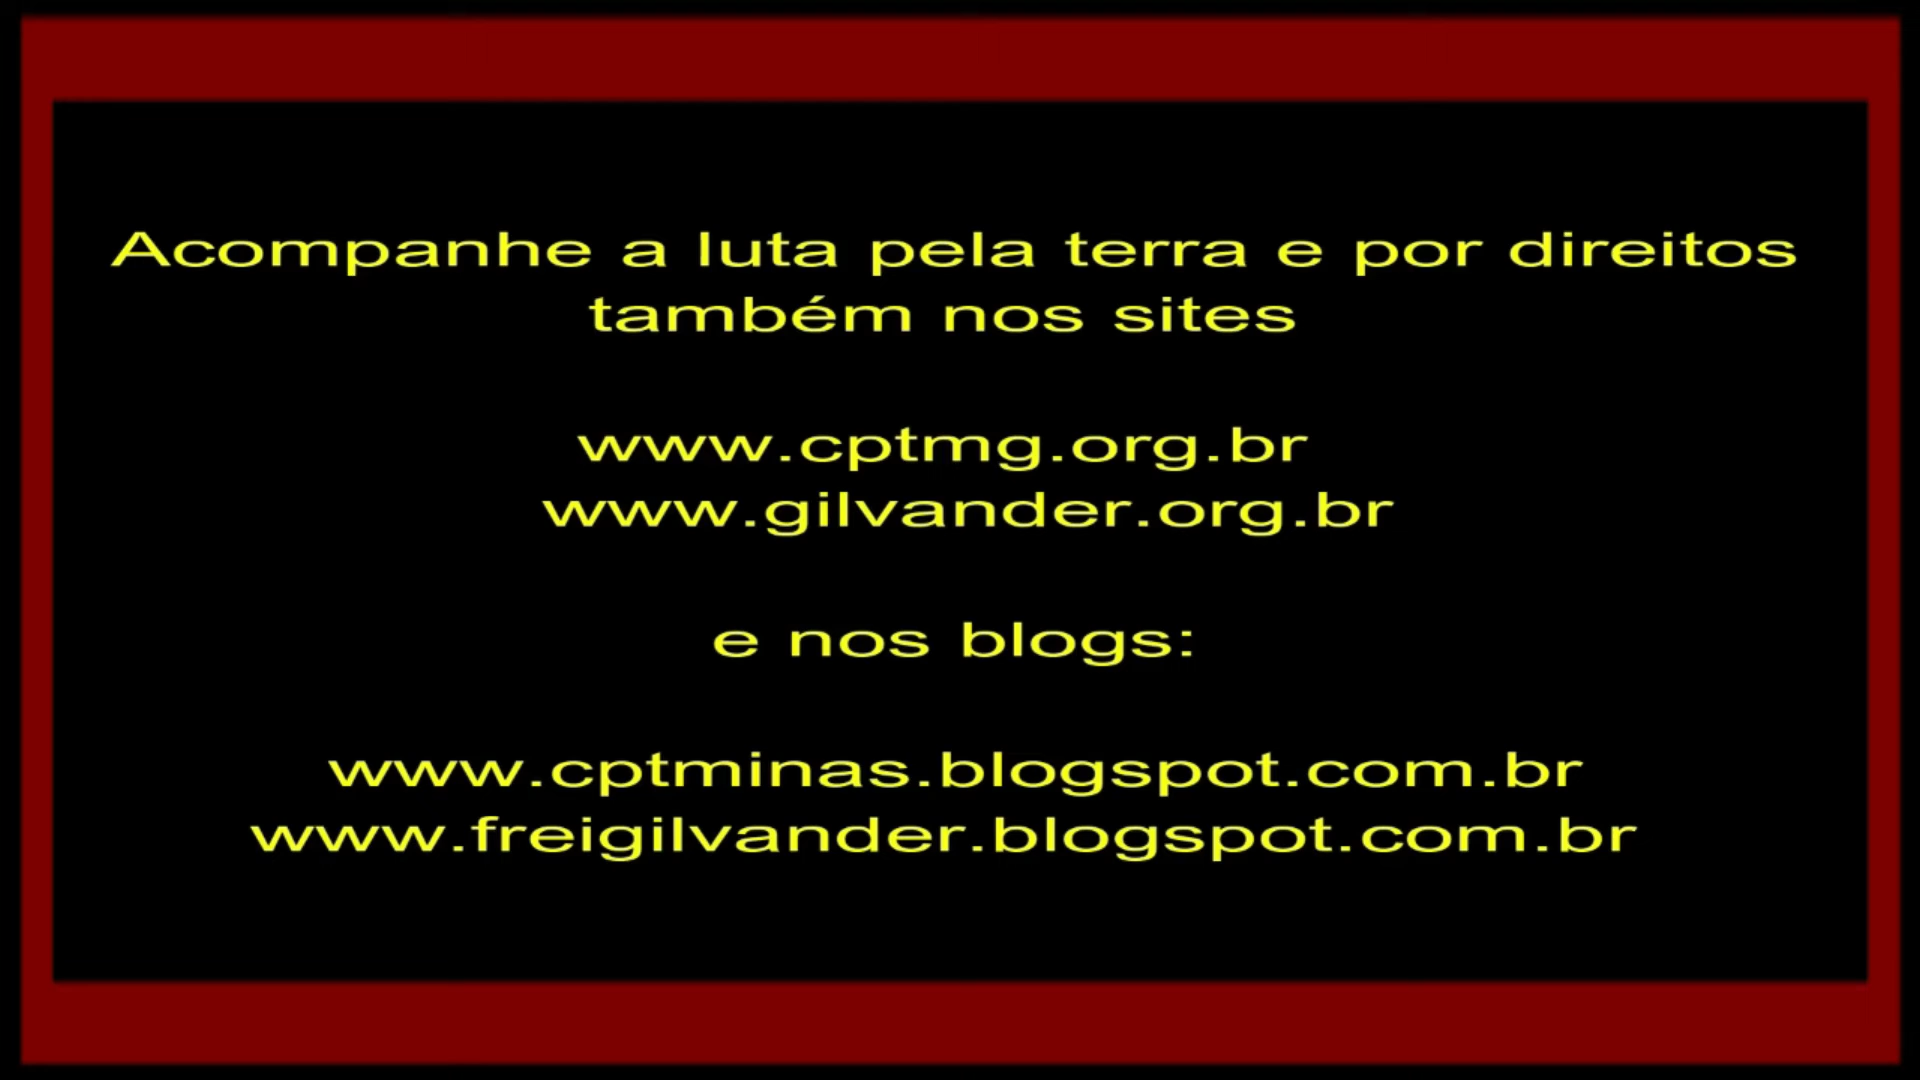 Acompanhe a luta pela terra e por direitos
também nos sites
www.cptmg.org.br
www.gilvander.org.br
e nos blogs:
www.cptminas.blogspot.com.br
www.freigilvander.blogspot.com.br